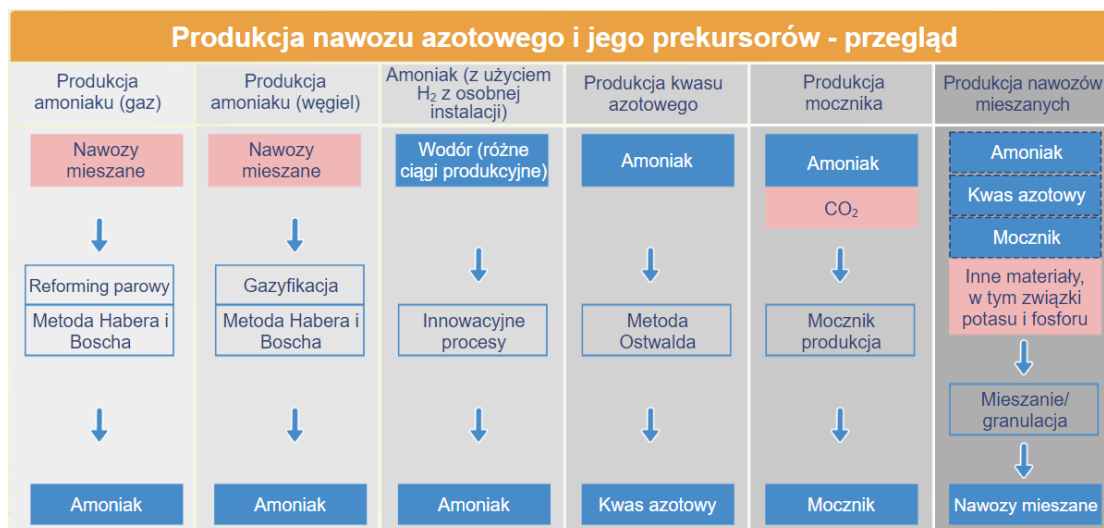 Produkcja nawozu azotowego i jego prekursorów - przegląd
Produkcja
amoniaku (gaz)
Nawozy
mieszane
Reforming parowy
Metoda Habera i
Boscha
Amoniak
Produkcja
amoniaku (węgiel)
Nawozy
mieszane
Gazyfikacja
Metoda Habera i
Boscha
Amoniak
Amoniak (z użyciem
H₂ z osobnej
instalacji)
Wodór (różne
ciągi produkcyjne)
Innowacyjne
procesy
Amoniak
Produkcja kwasu
azotowego
Amoniak
Metoda
Ostwalda
Kwas azotowy
Produkcja
mocznika
Amoniak
CO₂
Mocznik
produkcja
Mocznik
Produkcja nawozów
mieszanych
Amoniak
Kwas azotowy
Mocznik
Inne materiały,
w tym związki
potasu i fosforu
Mieszanie/
granulacja
Nawozy mieszane